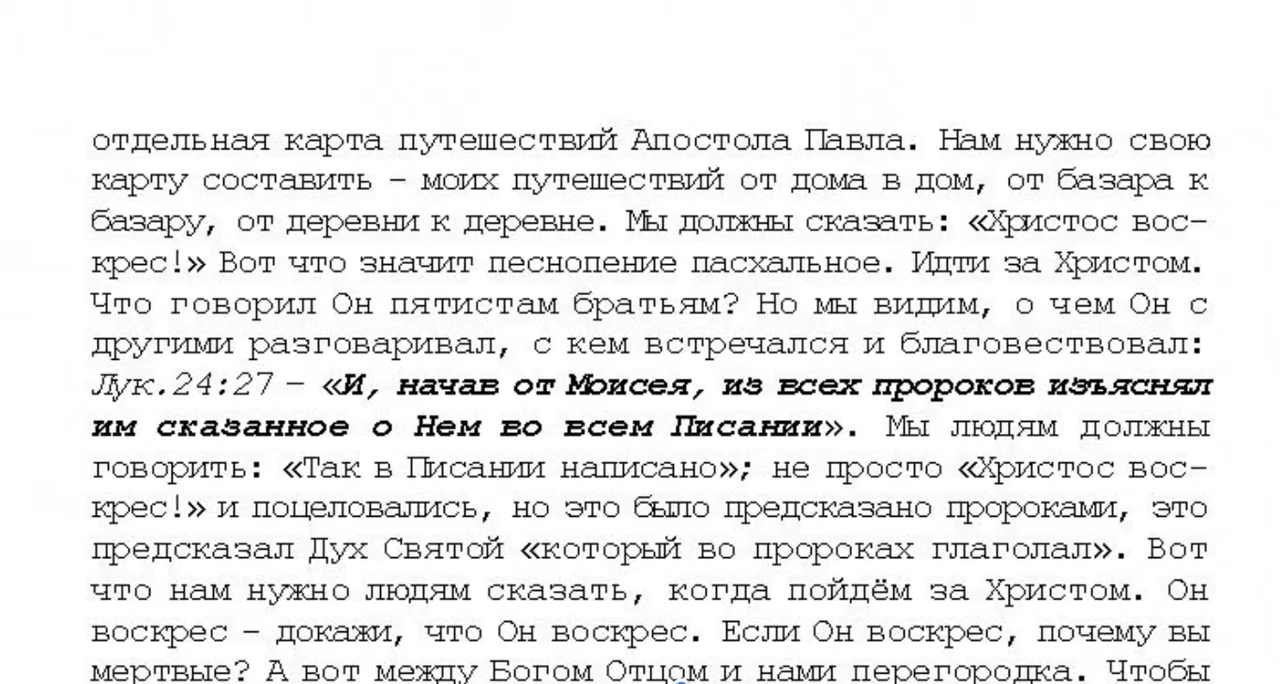 отдельная карта путешествий Апостола Павла. Нам нужно свою
карту составить – моих путешествий от дома в дом, от базара к
базару, от деревни к деревне. Мы должны сказать: «Христос вос-
крес!» Вот что значит песнопение пасхальное. Идти за Христом.
Что говорил Он пятистам братьям? Но мы видим, о чем Он с
другими разговаривал, с кем встречался и благовествовал:
Лук.24:27 – «И, начав от Моисея, из всех пророков изъяснял
им сказанное о Нем во всем Писании». Мы людям должны
говорить: «Так в Писании написано»; не просто «Христос вос-
крес!» и поцеловались, но это было предсказано пророками, это
предсказал Дух Святой «который во пророках глаголал». Вот
что нам нужно людям сказать, когда пойдём за Христом. Он
воскрес – докажи, что Он воскрес. Если Он воскрес, почему вы
мертвые? А вот между Богом Отцом и нами перегородка. Чтобы